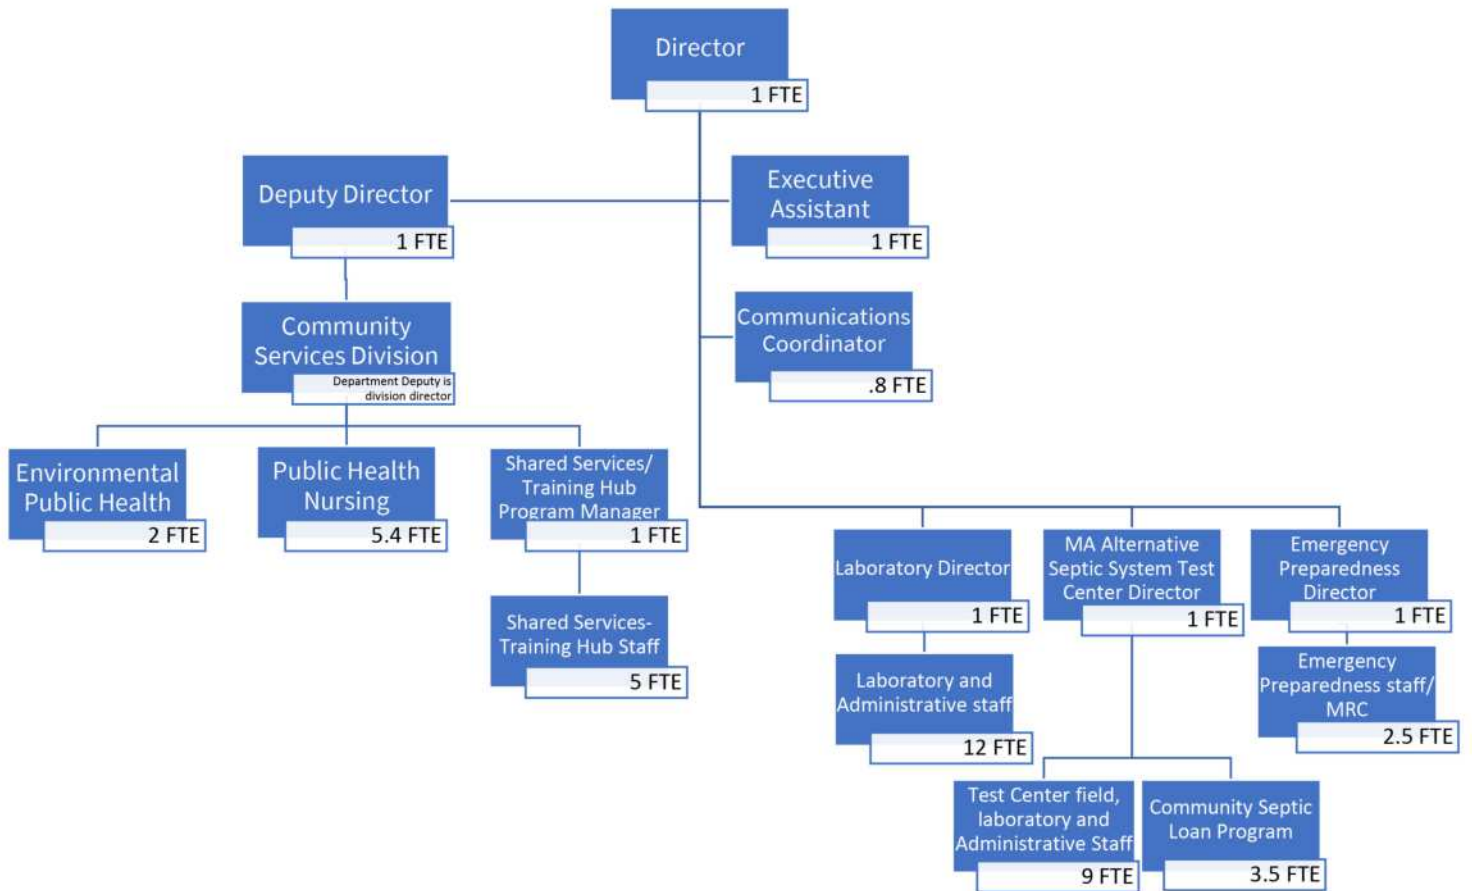 Director
1 FTE
Deputy Director
1 FTE
Executive
Assistant
1 FTE
Community
Services Division
Department Deputy is
division director
Communications
Coordinator
.8 FTE
Environmental
Public Health
2 FTE
Public Health
Nursing
5.4 FTE
Shared Services/
Training Hub
Program Manager
1 FTE
Shared Services-
Training Hub Staff
5 FTE
Laboratory Director
1 FTE
MA Alternative
Septic System Test
Center Director
1 FTE
Emergency
Preparedness
Director
1 FTE
Laboratory and
Administrative staff
12 FTE
Emergency
Preparedness staff/
MRC
2.5 FTE
Test Center field,
laboratory and
Administrative Staff
9 FTE
Community Septic
Loan Program
3.5 FTE